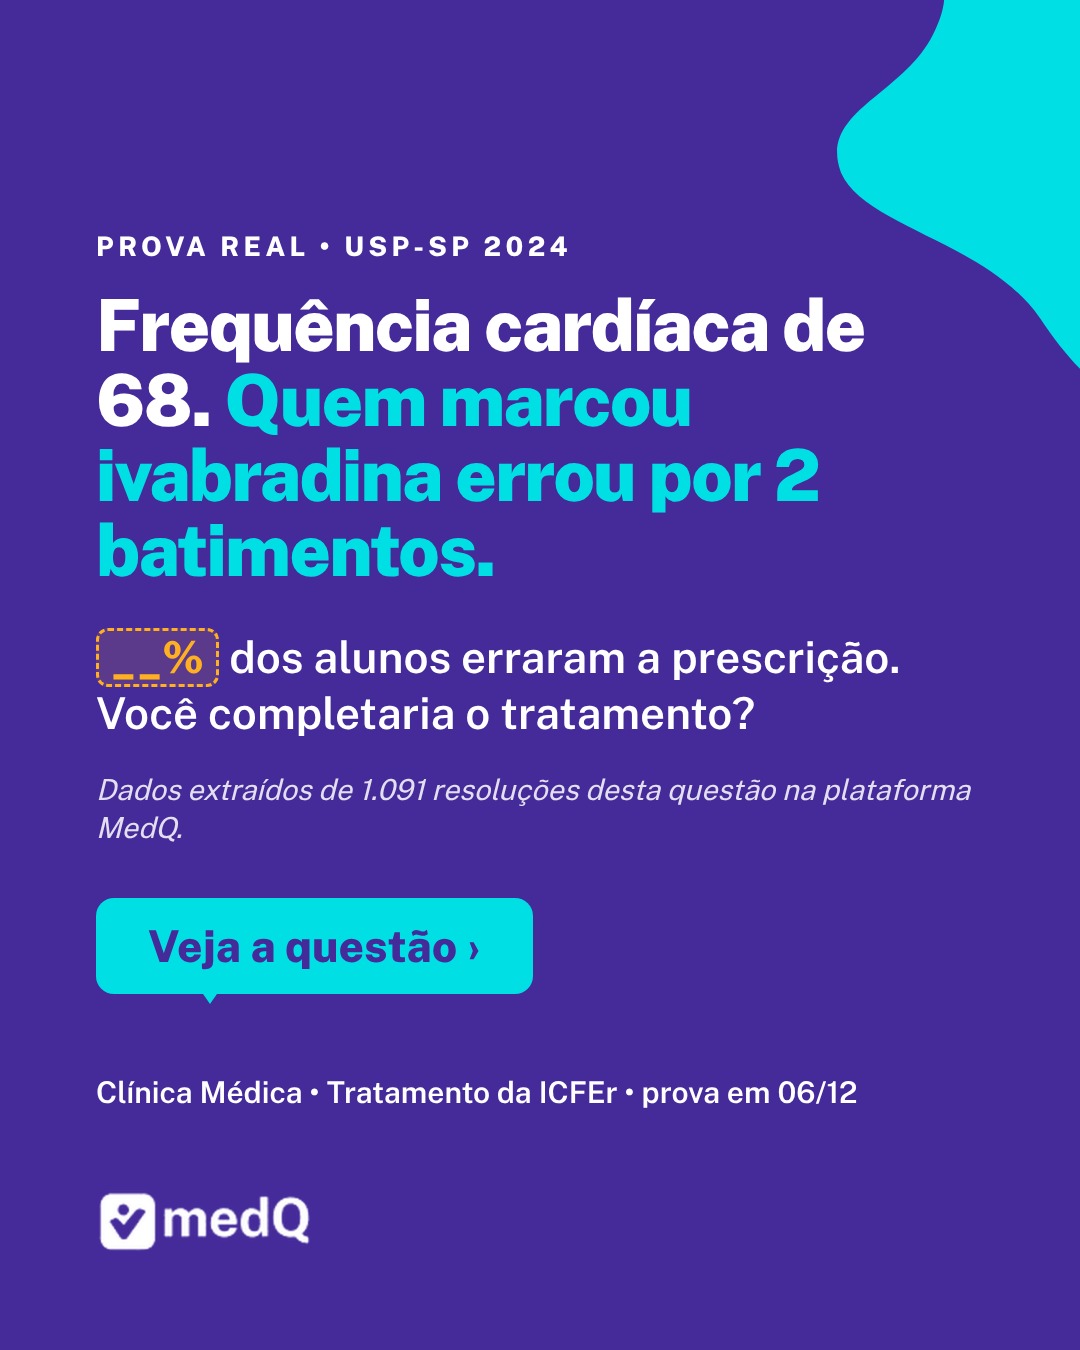 PROVA REAL • USP-SP 2024
Frequência cardíaca de
68. Quem marcou
ivabradina errou por 2
batimentos.
__% dos alunos erraram a prescrição.
Você completaria o tratamento?
Dados extraídos de 1.091 resoluções desta questão na plataforma
MedQ.
Veja a questão ›
Clínica Médica • Tratamento da ICFEr • prova em 06/12
medQ